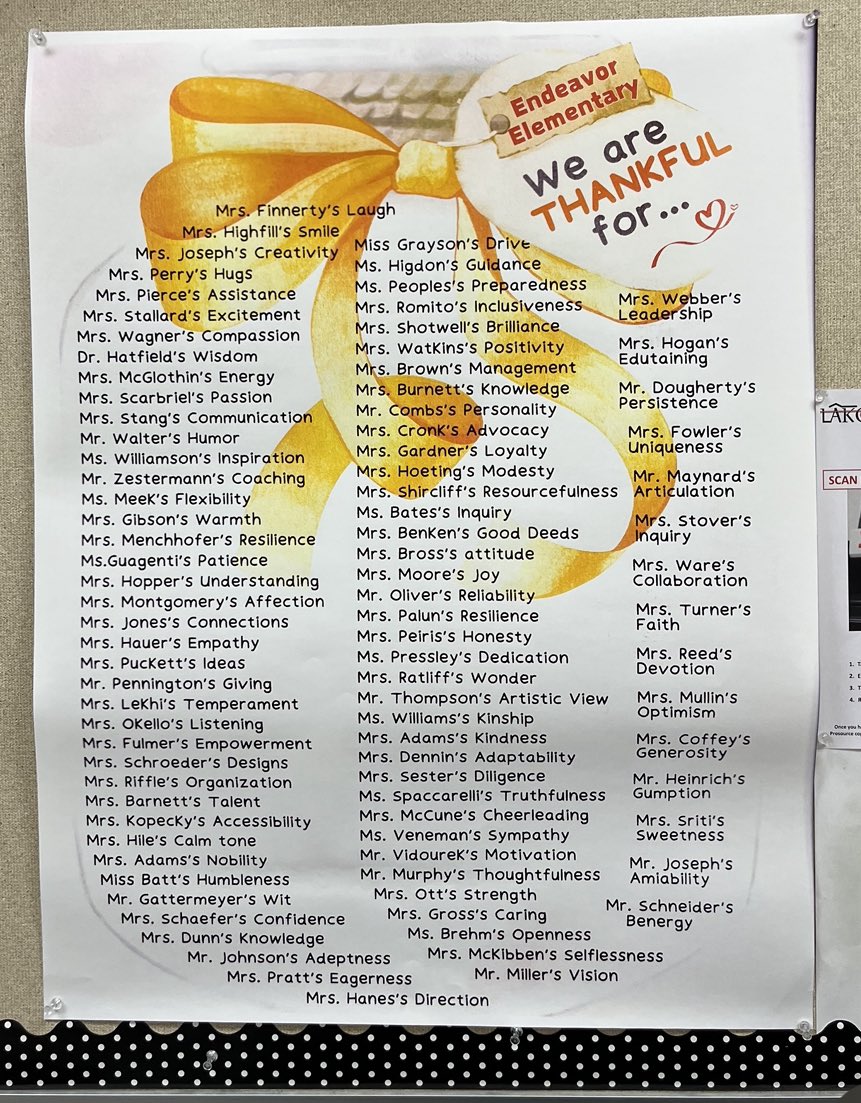 Endeavor
Elementary
We are
THANKFUL
for...
Mrs. Finnerty's Laugh
Mrs. Highfill's Smile
Mrs. Joseph's Creativity
Mrs. Perry's Hugs
Mrs. Pierce's Assistance
Mrs. Stallard's Excitement
Mrs. Wagner's Compassion
Dr. Hatfield's Wisdom
Mrs. McGlothin's Energy
Mrs. Scarbriel's Passion
Mrs. Stang's Communication
Mr. Walter's Humor
Ms. Williamson's Inspiration
Mr. Zestermann's Coaching
Ms. Meek's Flexibility
Mrs. Gibson's Warmth
Mrs. Menchhofer's Resilience
Ms.Guagenti's Patience
Mrs. Hopper's Understanding
Mrs. Montgomery's Affection
Mrs. Jones's Connections
Mrs. Hauer's Empathy
Mrs. Puckett's Ideas
Mr. Pennington's Giving
Mrs. Lekhi's Temperament
Mrs. Okello's Listening
Mrs. Fulmer's Empowerment
Mrs. Schroeder's Designs
Mrs. Riffle's Organization
Mrs. Barnett's Talent
Mrs. Kopecky's Accessibility
Mrs. Hile's Calm tone
Mrs. Adams's Nobility
Miss Batt's Humbleness
Mr. Gattermeyer's Wit
Mrs. Schaefer's Confidence
Mrs. Dunn's Knowledge
Mr. Johnson's Adeptness
Mrs. Pratt's Eagerness
Mrs. Hanes's Direction
Miss Grayson's Drive
Ms. Higdon's Guidance
Ms. Peoples's Preparedness
Mrs. Romito's Inclusiveness
Mrs. Shotwell's Brilliance
Mrs. Watkins's Positivity
Mrs. Brown's Management
Mrs. Burnett's Knowledge
Mr. Combs's Personality
Mrs. Cronk's Advocacy
Mrs. Gardner's Loyalty
Mrs. Hoeting's Modesty
Mrs. Shircliff's Resourcefulness
Ms. Bates's Inquiry
Mrs. Benken's Good Deeds
Mrs. Bross's attitude
Mrs. Moore's Joy
Mr. Oliver's Reliability
Mrs. Palun's Resilience
Mrs. Peiris's Honesty
Ms. Pressley's Dedication
Mrs. Ratliff's Wonder
Mr. Thompson's Artistic View
Ms. Williams's Kinship
Mrs. Adams's Kindness
Mrs. Dennin's Adaptability
Mrs. Sester's Diligence
Ms. Spaccarelli's Truthfulness
Mrs. McCune's Cheerleading
Ms. Veneman's Sympathy
Mr. Vidourek's Motivation
Mr. Murphy's Thoughtfulness
Mrs. Ott's Strength
Mrs. Gross's Caring
Ms. Brehm's Openness
Mrs. McKibben's Selflessness
Mr. Miller's Vision
Mrs. Webber's
Leadership
Mrs. Hogan's
Edutaining
Mr. Dougherty's
Persistence
Mrs. Fowler's
Uniqueness
Mr. Maynard's
Articulation
Mrs. Stover's
Inquiry
Mrs. Ware's
Collaboration
Mrs. Turner's
Faith
Mrs. Reed's
Devotion
Mrs. Mullin's
Optimism
Mrs. Coffey's
Generosity
Mr. Heinrich's
Gumption
Mrs. Sriti's
Sweetness
Mr. Joseph's
Amiability
Mr. Schneider's
Benergy
SCAN
1.
2.
3.
4.
Once you